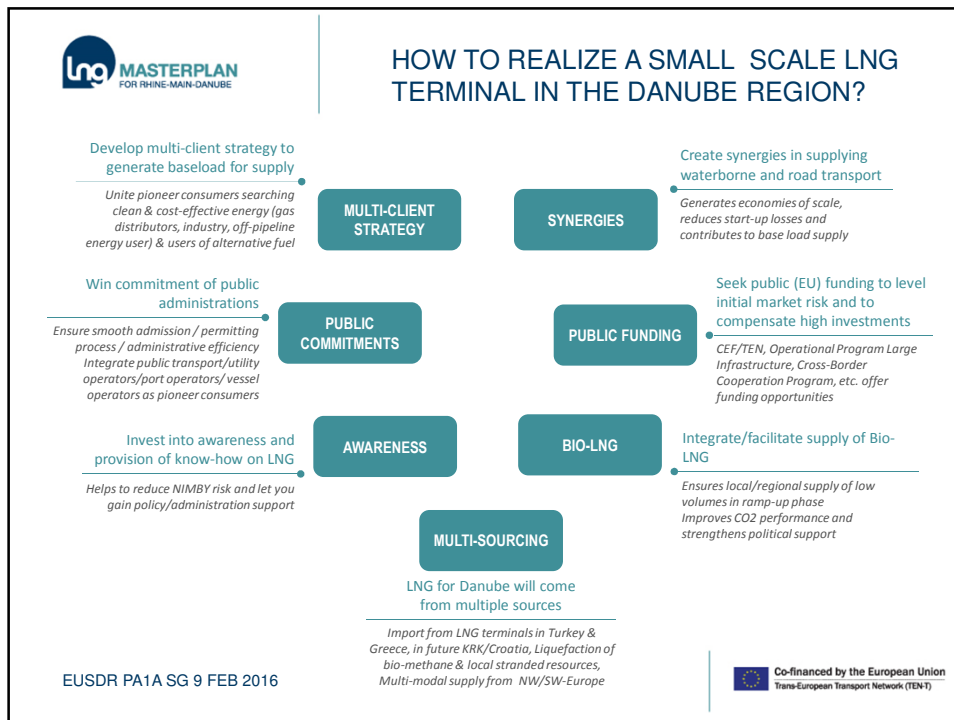 lng MASTERPLAN
FOR RHINE-MAIN-DANUBE
HOW TO REALIZE A SMALL SCALE LNG
TERMINAL IN THE DANUBE REGION?
Develop multi-client strategy to
generate baseload for supply
Unite pioneer consumers searching
clean & cost-effective energy (gas
distributors, industry, off-pipeline
energy user) & users of alternative fuel
MULTI-CLIENT
STRATEGY
SYNERGIES
Create synergies in supplying
waterborne and road transport
Generates economies of scale,
reduces start-up losses and
contributes to base load supply
Win commitment of public
administrations
Ensure smooth admission / permitting
process / administrative efficiency
Integrate public transport/utility
operators/port operators/ vessel
operators as pioneer consumers
PUBLIC
COMMITMENTS
PUBLIC FUNDING
Seek public (EU) funding to level
initial market risk and to
compensate high investments
CEF/TEN, Operational Program Large
Infrastructure, Cross-Border
Cooperation Program, etc. offer
funding opportunities
Invest into awareness and
provision of know-how on LNG
Helps to reduce NIMBY risk and let you
gain policy/administration support
AWARENESS
BIO-LNG
Integrate/facilitate supply of Bio-
LNG
Ensures local/regional supply of low
volumes in ramp-up phase
Improves CO2 performance and
strengthens political support
MULTI-SOURCING
LNG for Danube will come
from multiple sources
Import from LNG terminals in Turkey &
Greece, in future KRK/Croatia, Liquefaction of
bio-methane & local stranded resources,
Multi-modal supply from NW/SW-Europe
EUSDR PA1A SG 9 FEB 2016
Co-financed by the European Union
Trans-European Transport Network (TEN-T)